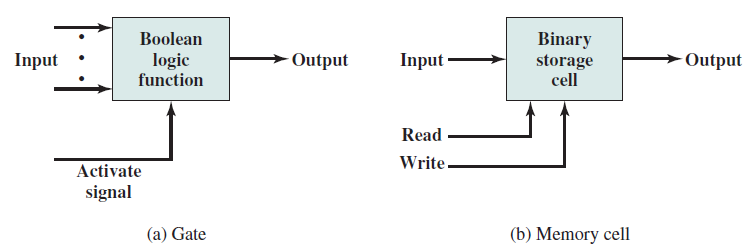 Input
Boolean
logic
function
Output
Activate
signal
(a) Gate
Input
Binary
storage
cell
Output
Read
Write
(b) Memory cell